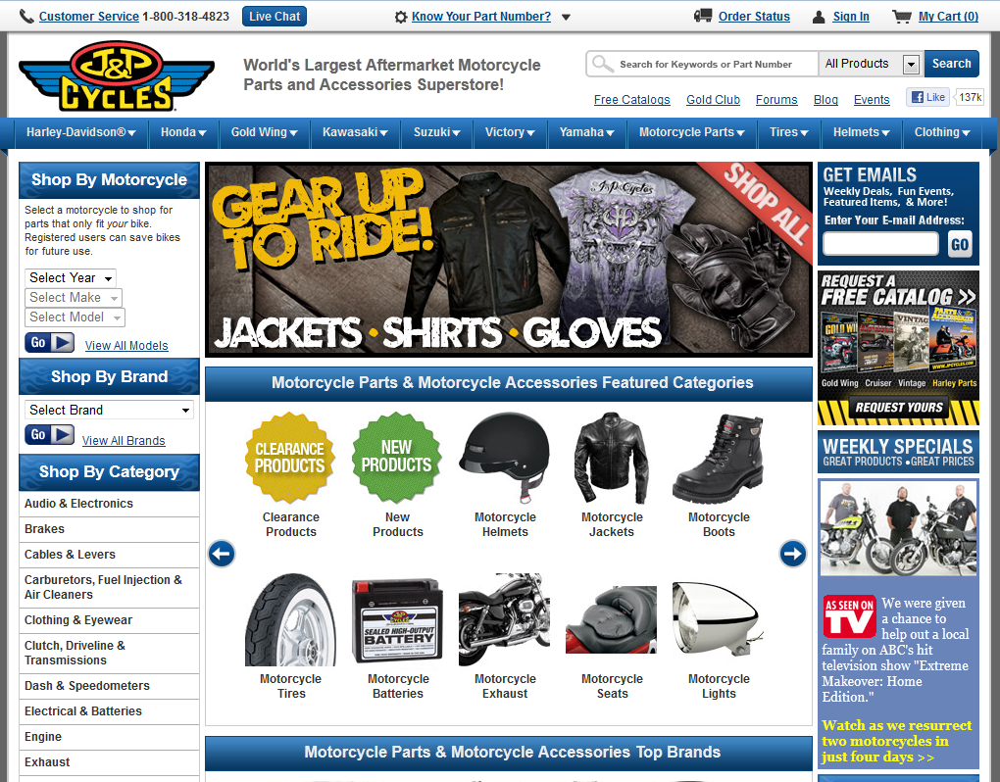 Customer Service 1-800-318-4823 Live Chat Know Your Part Number? Order Status Sign In My Cart (0)
J&P
CYCLES
World's Largest Aftermarket Motorcycle
Parts and Accessories Superstore!
Search for Keywords or Part Number All Products Search
Free Catalogs Gold Club Forums Blog Events Like 137k
Harley-Davidson® Honda Gold Wing Kawasaki Suzuki Victory Yamaha Motorcycle Parts Tires Helmets Clothing
Shop By Motorcycle
Select a motorcycle to shop for
parts that only fit your bike.
Registered users can save bikes
for future use.
Select Year
Select Make
Select Model
Go View All Models
Shop By Brand
Select Brand
Go View All Brands
Shop By Category
Audio & Electronics
Brakes
Cables & Levers
Carburetors, Fuel Injection &
Air Cleaners
Clothing & Eyewear
Clutch, Driveline &
Transmissions
Dash & Speedometers
Electrical & Batteries
Engine
Exhaust
GEAR UP
TO RIDE!
SHOP ALL
J&P Cycles
JACKETS • SHIRTS • GLOVES
Motorcycle Parts & Motorcycle Accessories Featured Categories
CLEARANCE
PRODUCTS
NEW
PRODUCTS
Clearance
Products
New
Products
Motorcycle
Helmets
Motorcycle
Jackets
Motorcycle
Boots
J&P
CYCLES
SEALED HIGH-OUTPUT
BATTERY
Motorcycle
Tires
Motorcycle
Batteries
Motorcycle
Exhaust
Motorcycle
Seats
Motorcycle
Lights
Motorcycle Parts & Motorcycle Accessories Top Brands
GET EMAILS
Weekly Deals, Fun Events,
Featured Items, & More!
Enter Your E-mail Address:
GO
REQUEST A
FREE CATALOG >>
GOLD WING
VINTAGE
PARTS &
ACCESSORIES
WWW.JPCYCLES.COM
Gold Wing Cruiser Vintage Harley Parts
REQUEST YOURS
WEEKLY SPECIALS
GREAT PRODUCTS • GREAT PRICES
AS SEEN ON
TV
We were given
a chance to
help out a local
family on ABC's hit
television show "Extreme
Makeover: Home
Edition."
Watch as we resurrect
two motorcycles in
just four days >>